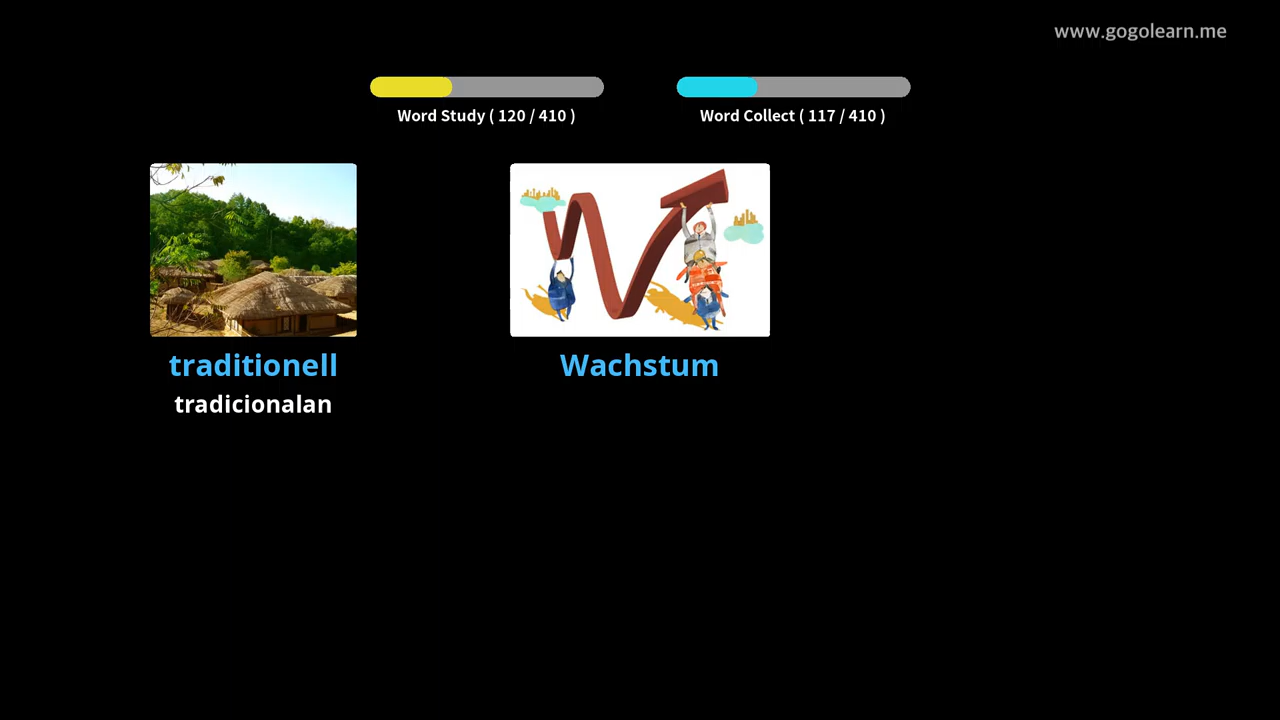 www.gogolearn.me
Word Study ( 120 / 410 )
Word Collect ( 117 / 410 )
traditionell
Wachstum
tradicionalan